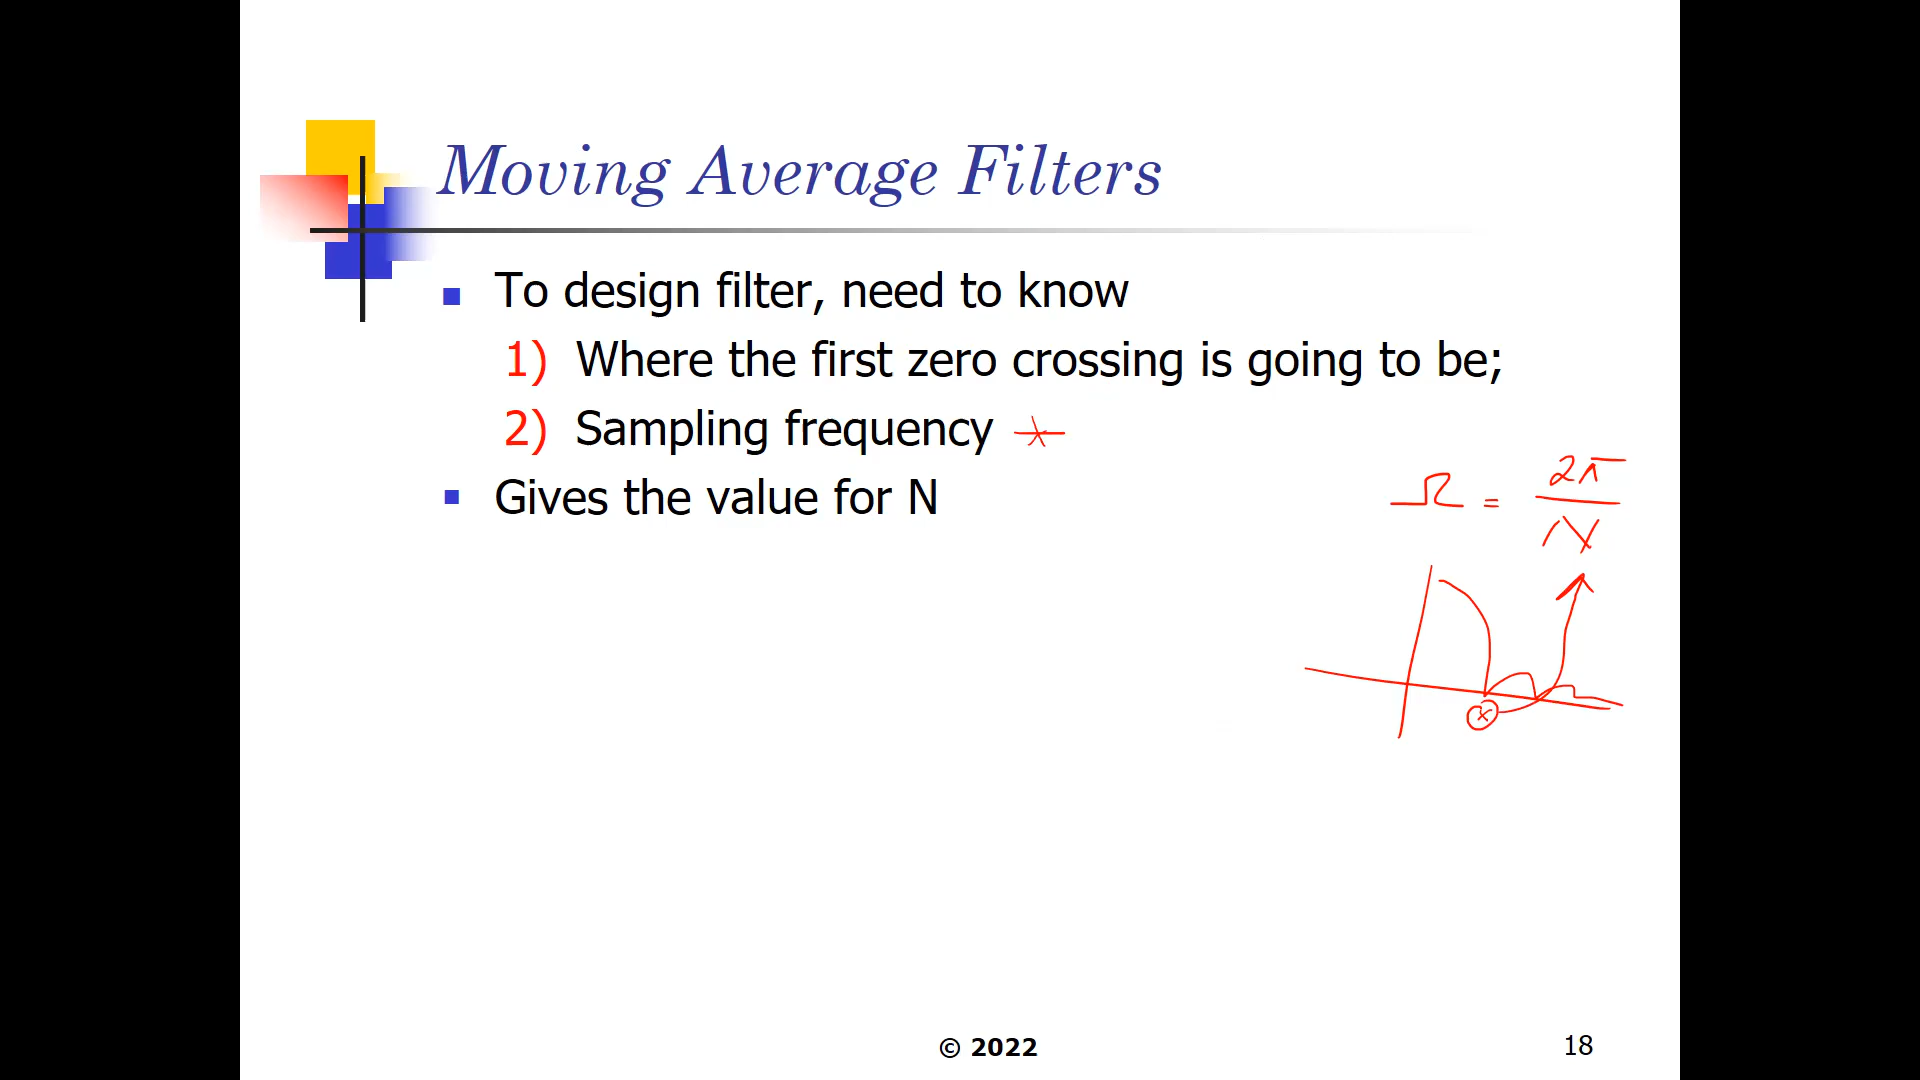 Moving Average Filters
■ To design filter, need to know
1) Where the first zero crossing is going to be;
2) Sampling frequency *
■ Gives the value for N
Ω = 2π/N
x
© 2022
18